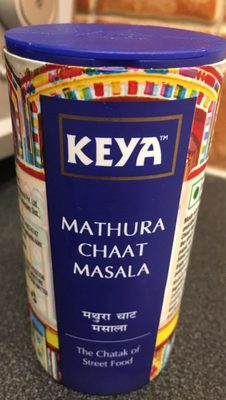 KEYA™
MATHURA
CHAAT
MASALA
मथुरा चाट
मसाला
The Chatak of
Street Food